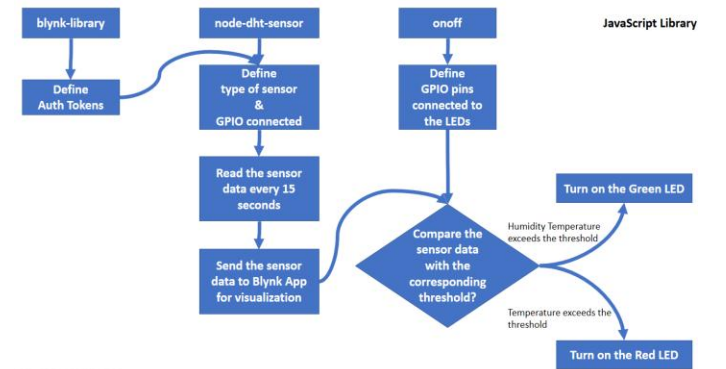 blynk-library
node-dht-sensor
onoff
JavaScript Library
Define
Auth Tokens
Define
type of sensor
&
GPIO connected
Define
GPIO pins
connected to
the LEDs
Read the sensor
data every 15
seconds
Send the sensor
data to Blynk App
for visualization
Compare the
sensor data
with the
corresponding
threshold?
Turn on the Green LED
Humidity Temperature
exceeds the threshold
Temperature exceeds the
threshold
Turn on the Red LED